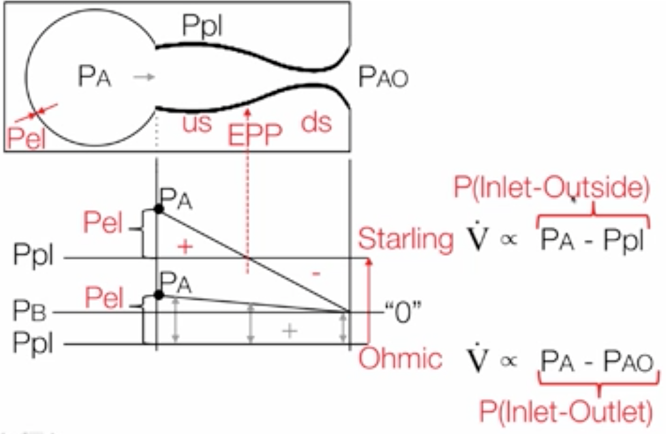 Ppl
PA
PAO
Pel
us
EPP
ds
P(Inlet-Outside)
PA
Pel
+
-
Ppl
Starling V̇ ∝ PA - Ppl
PA
Pel
PB
"0"
+
Ppl
Ohmic V̇ ∝ PA - PAO
P(Inlet-Outlet)